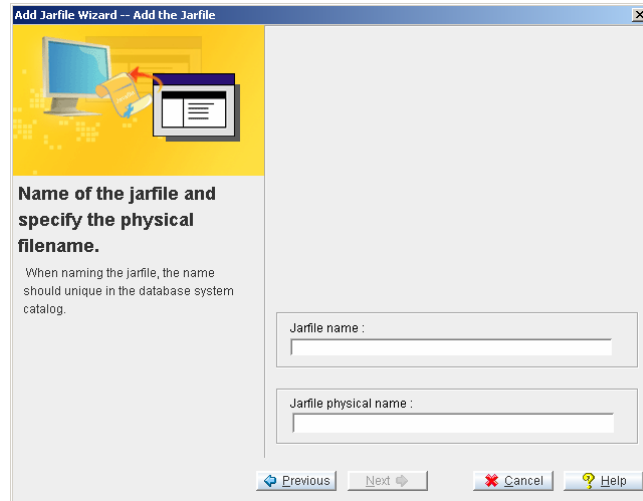 Add Jarfile Wizard -- Add the Jarfile
Name of the jarfile and
specify the physical
filename.
When naming the jarfile, the name
should unique in the database system
catalog.
Jarfile name :
Jarfile physical name :
Previous Next Cancel Help